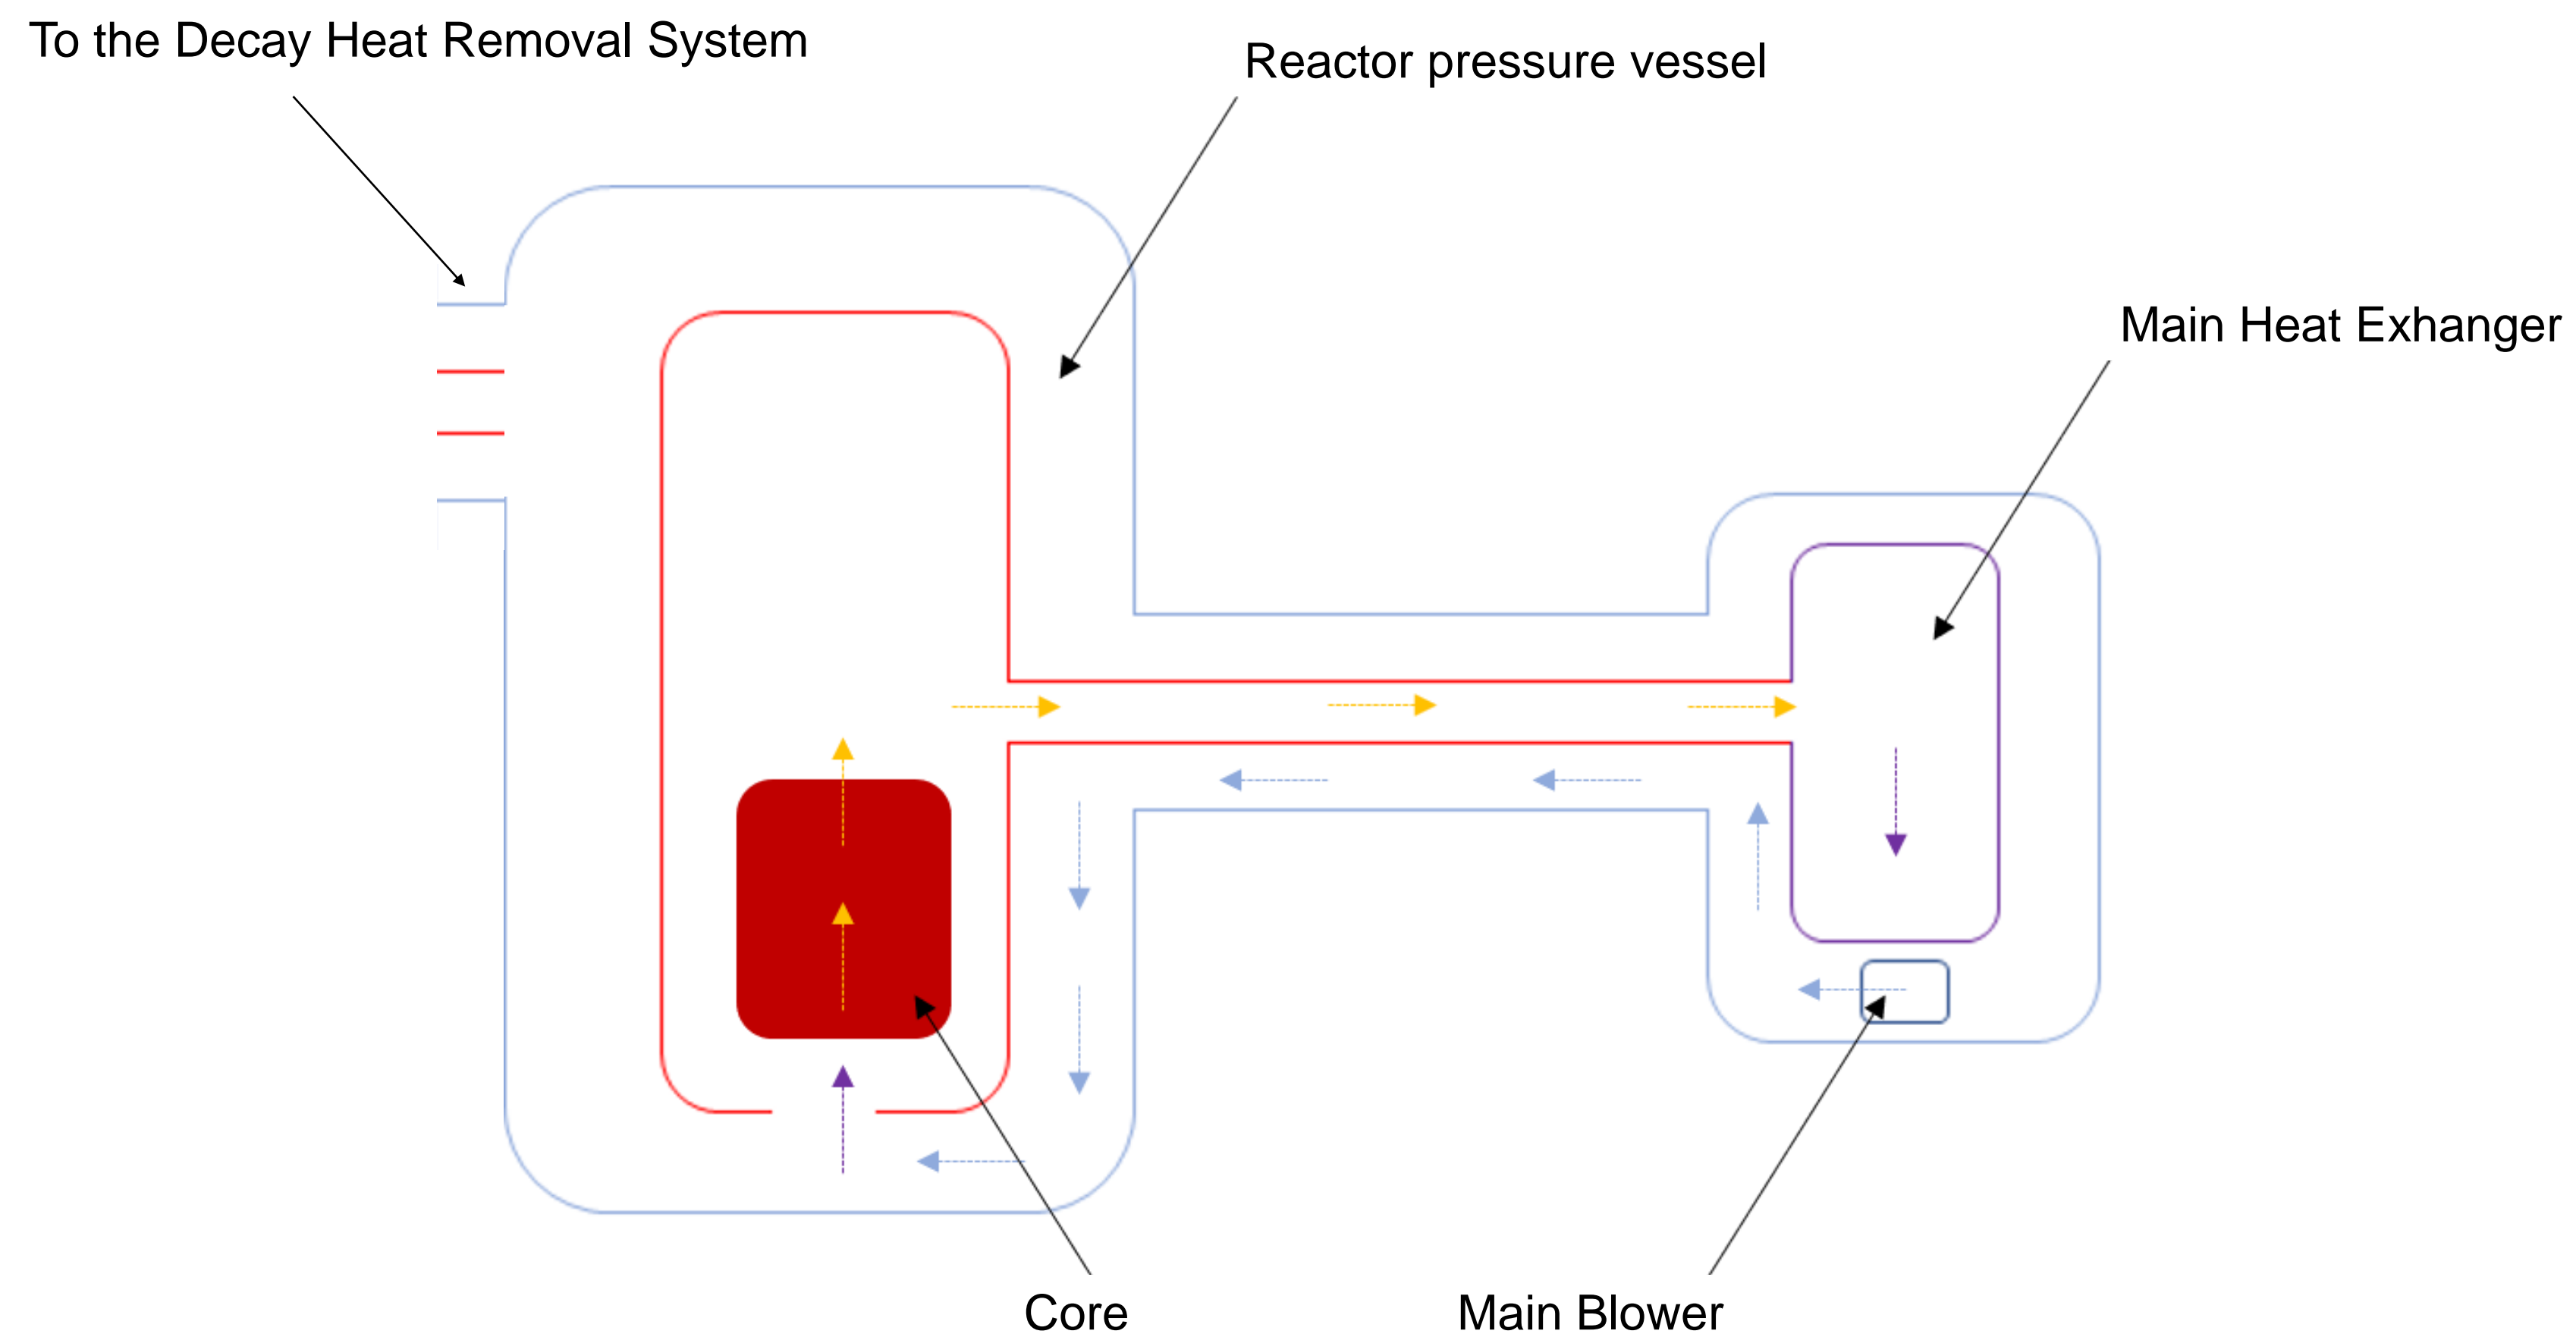 To the Decay Heat Removal System
Reactor pressure vessel
Main Heat Exhanger
Core
Main Blower